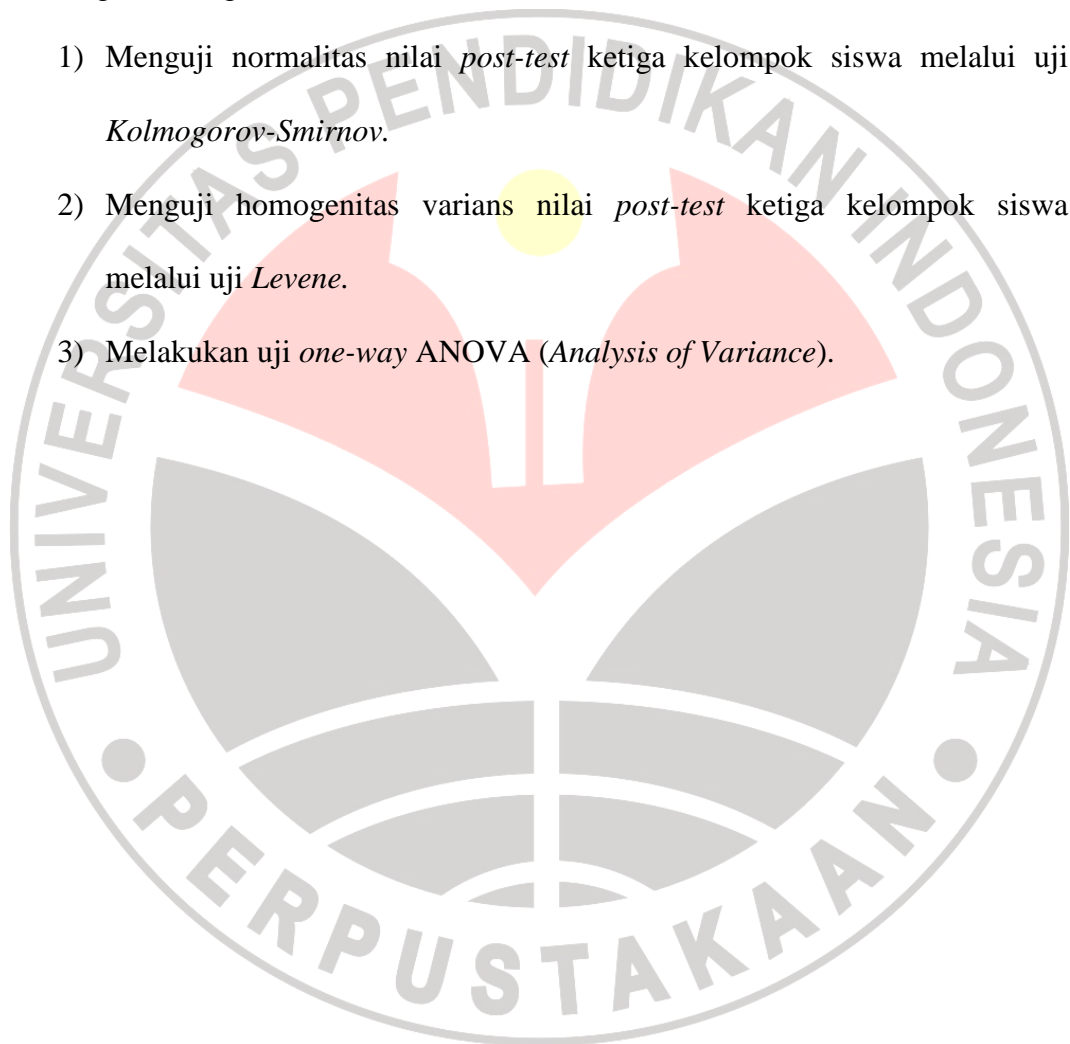 1) Menguji normalitas nilai post-test ketiga kelompok siswa melalui uji
Kolmogorov-Smirnov.
2) Menguji homogenitas varians nilai post-test ketiga kelompok siswa
melalui uji Levene.
3) Melakukan uji one-way ANOVA (Analysis of Variance).
UNIVERSITAS PENDIDIKAN INDONESIA
PERPUSTAKAAN